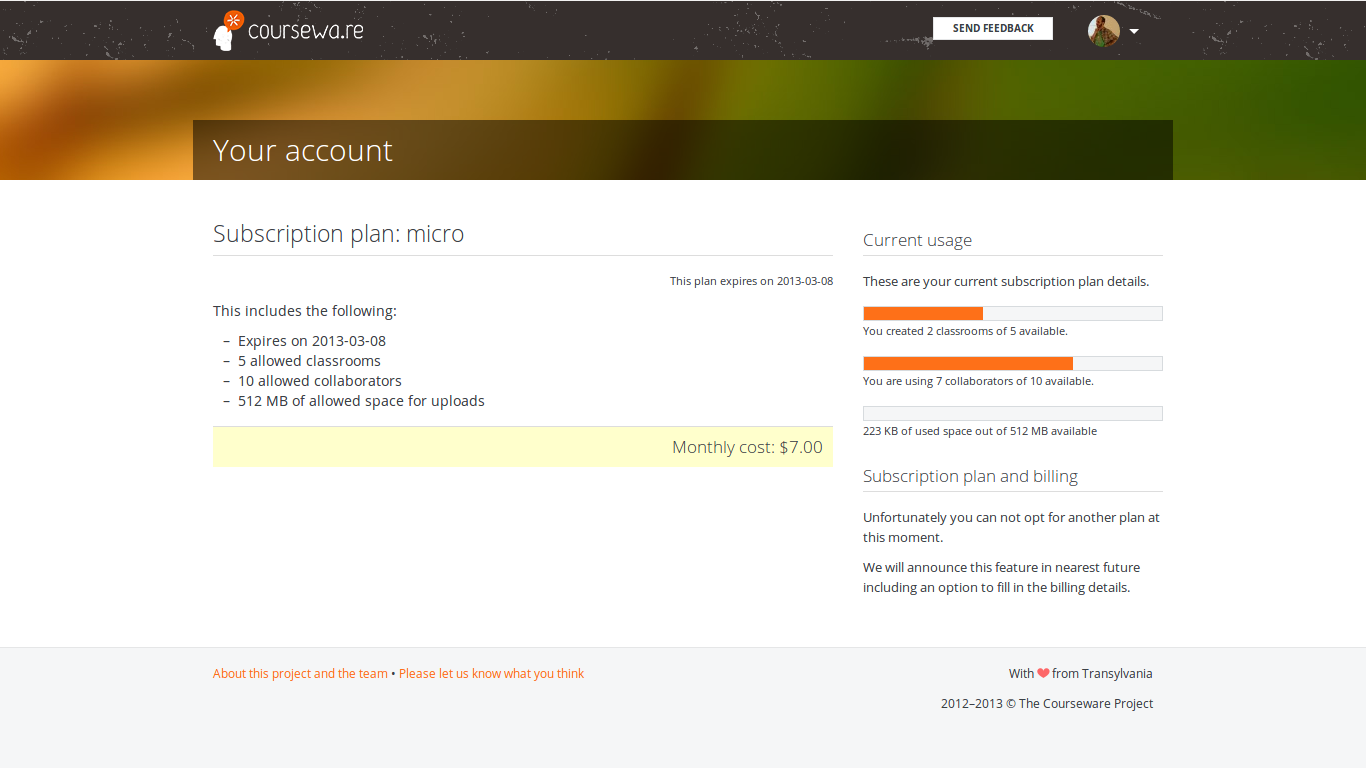 coursewa.re
SEND FEEDBACK
Your account
Subscription plan: micro
This plan expires on 2013-03-08
This includes the following:
– Expires on 2013-03-08
– 5 allowed classrooms
– 10 allowed collaborators
– 512 MB of allowed space for uploads
Monthly cost: $7.00
Current usage
These are your current subscription plan details.
You created 2 classrooms of 5 available.
You are using 7 collaborators of 10 available.
223 KB of used space out of 512 MB available
Subscription plan and billing
Unfortunately you can not opt for another plan at
this moment.
We will announce this feature in nearest future
including an option to fill in the billing details.
About this project and the team • Please let us know what you think
With ❤ from Transylvania
2012–2013 © The Courseware Project